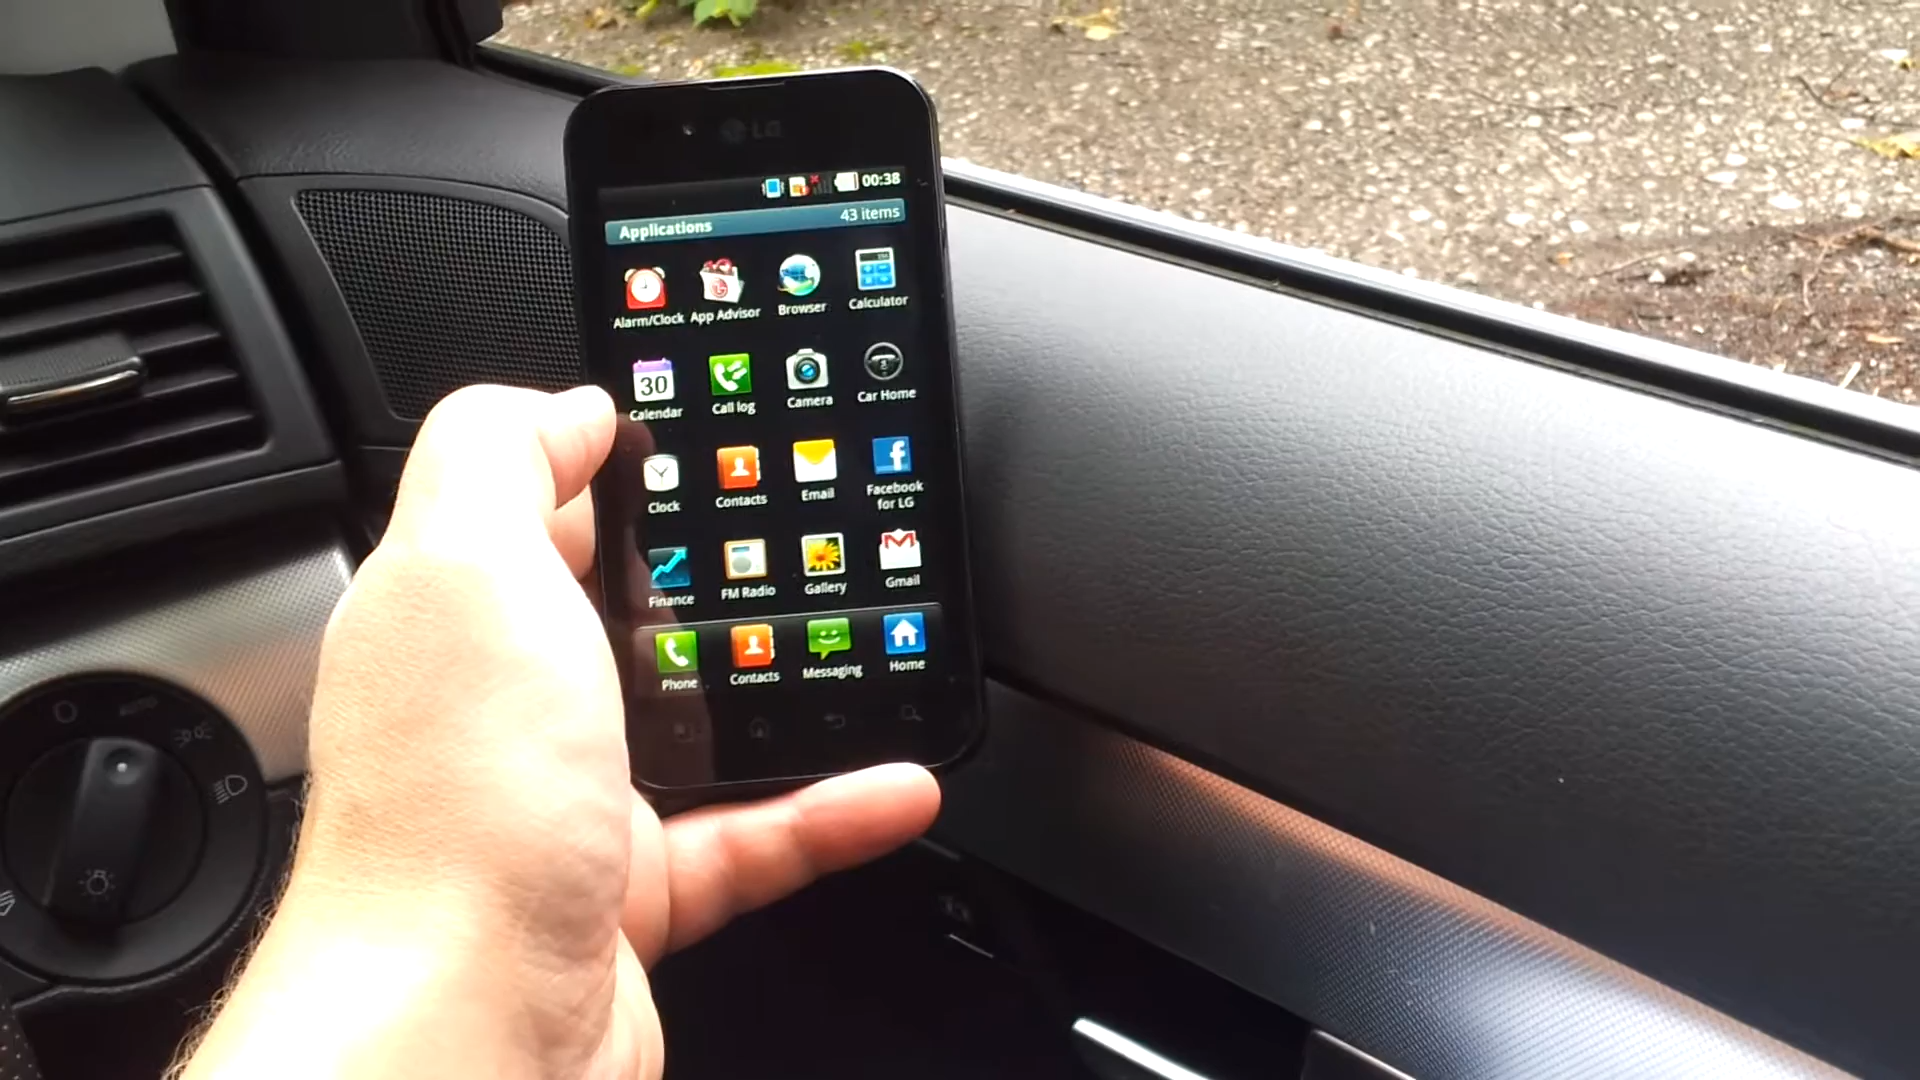 LG
00:38
Applications 43 items
Alarm/Clock App Advisor Browser Calculator
30
Calendar Call log Camera Car Home
Clock Contacts Email Facebook for LG
Finance FM Radio Gallery Gmail
Phone Contacts Messaging Home
AUTO